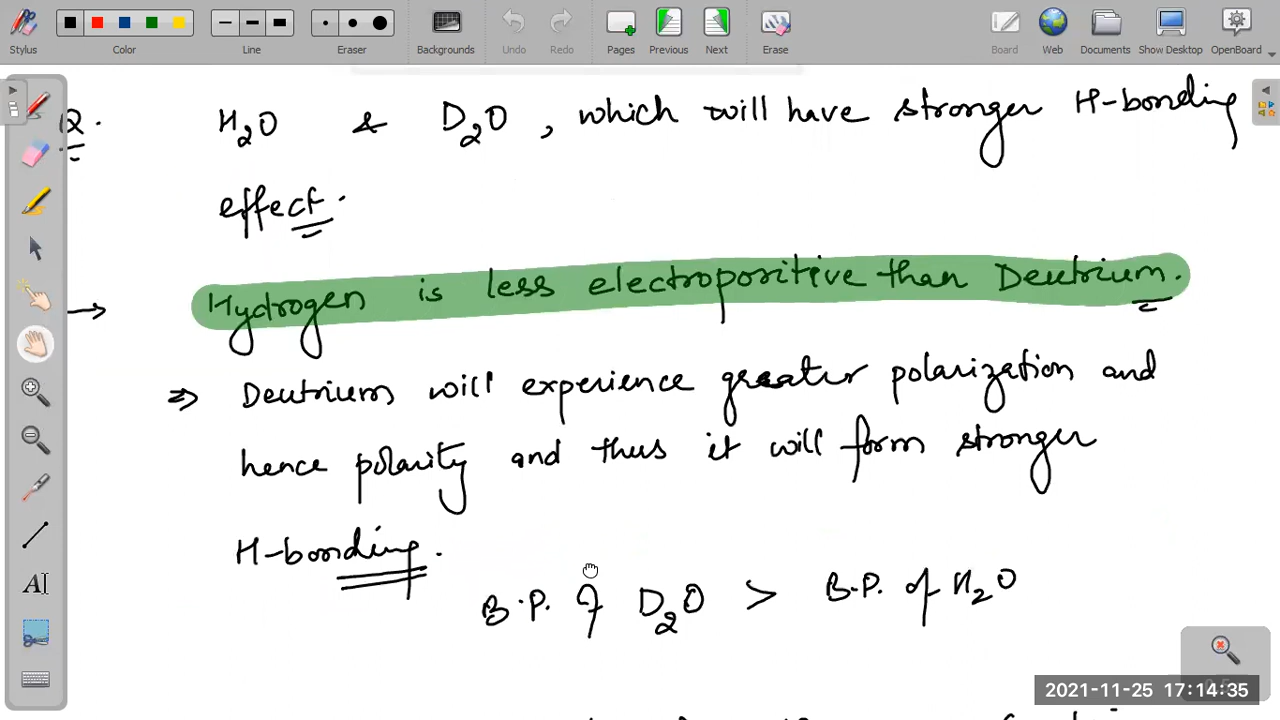 Stylus
Color
Line
Eraser
Backgrounds
Undo
Redo
Pages
Previous
Next
Erase
Board
Web
Documents
Show Desktop
OpenBoard
Q. H2O & D2O, which will have stronger H-bonding
effect.
→ Hydrogen is less electropositive than Deutrium.
⇒ Deutrium will experience greater polarization and
hence polarity and thus it will form stronger
H-bonding.
B.P. of D2O > B.P. of H2O
2021-11-25 17:14:35